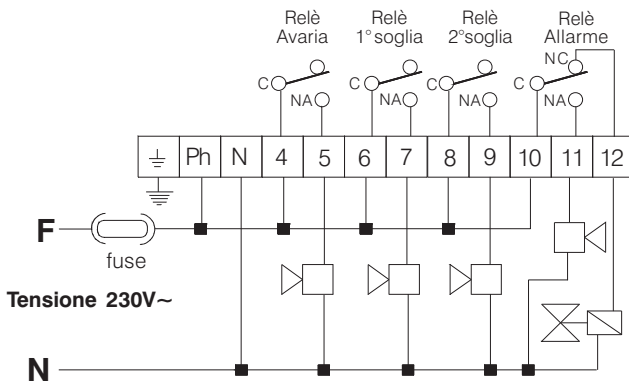 Relè Avaria
Relè 1°soglia
Relè 2°soglia
Relè Allarme
NC
C NA C NA C NA C NA
Ph N 4 5 6 7 8 9 10 11 12
F
fuse
Tensione 230V~
N